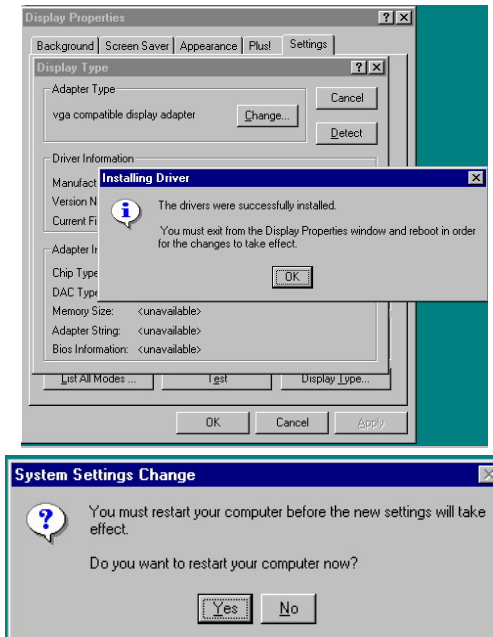 Display Properties
Background Screen Saver Appearance Plus! Settings
Display Type
Adapter Type
vga compatible display adapter
Change...
Cancel
Detect
Driver Information
Manufact
Version N
Current Fi
Installing Driver
The drivers were successfully installed.
You must exit from the Display Properties window and reboot in order
for the changes to take effect.
OK
Adapter Ir
Chip Type
DAC Type
Memory Size: <unavailable>
Adapter String: <unavailable>
Bios Information: <unavailable>
List All Modes ... Test Display Type...
OK Cancel Apply
System Settings Change
You must restart your computer before the new settings will take
effect.
Do you want to restart your computer now?
Yes No